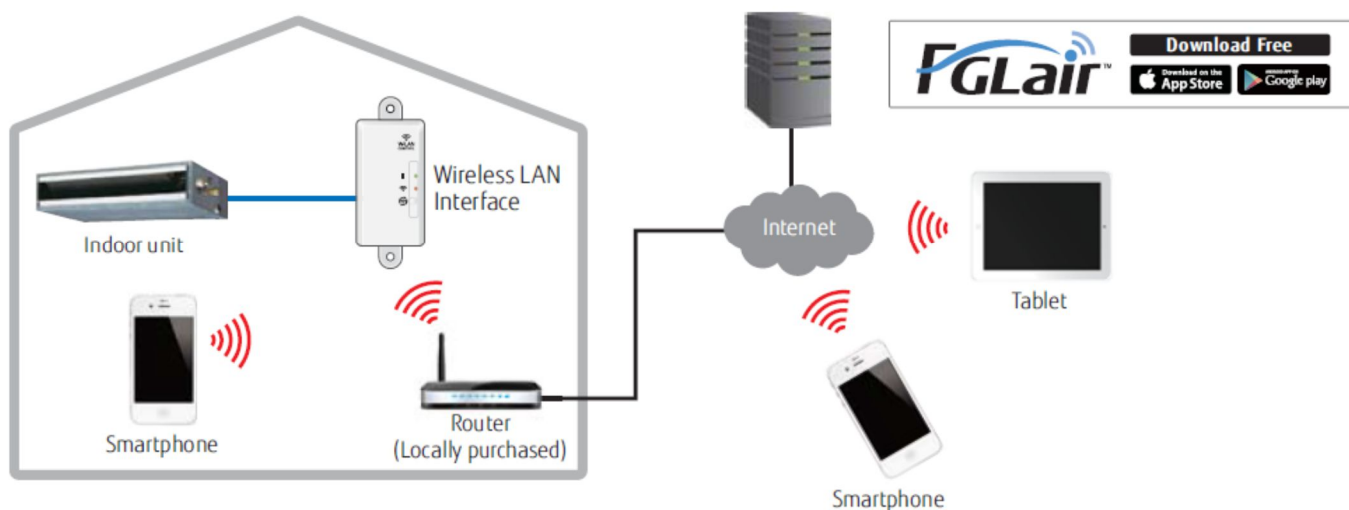 FGLair™
Download Free
Download on the
App Store
Google play
Wireless LAN
Interface
Indoor unit
Internet
Tablet
Smartphone
Router
(Locally purchased)
Smartphone